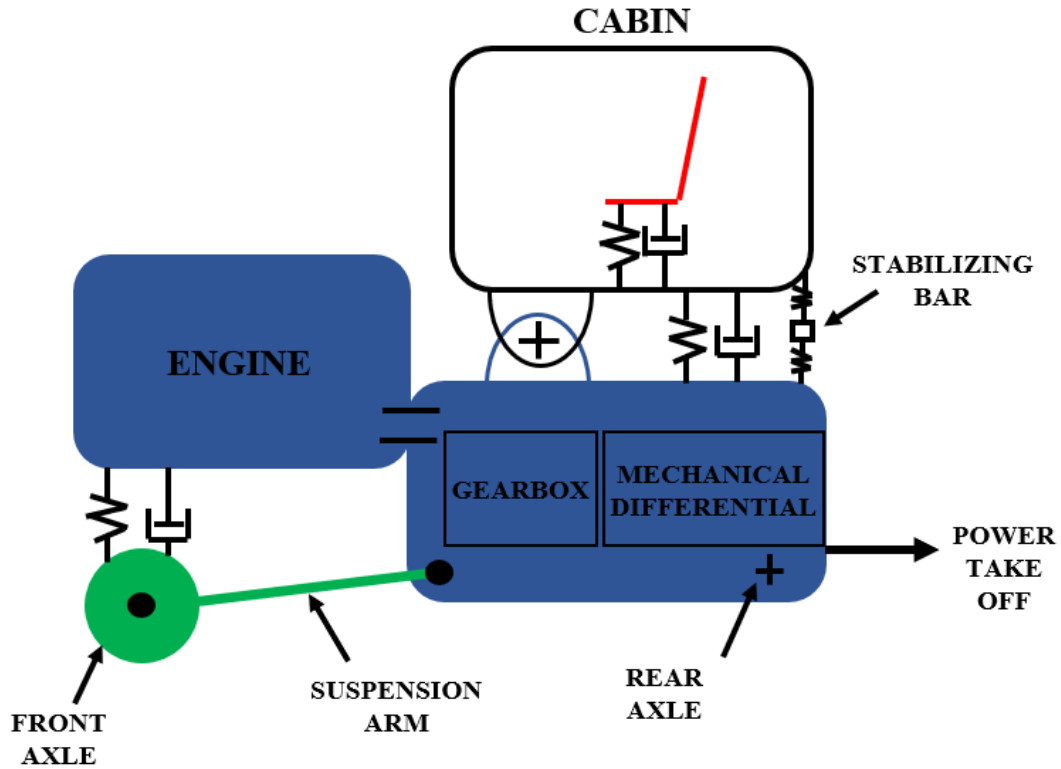 CABIN
STABILIZING
BAR
ENGINE
GEARBOX
MECHANICAL
DIFFERENTIAL
POWER
TAKE
OFF
SUSPENSION
ARM
REAR
AXLE
FRONT
AXLE